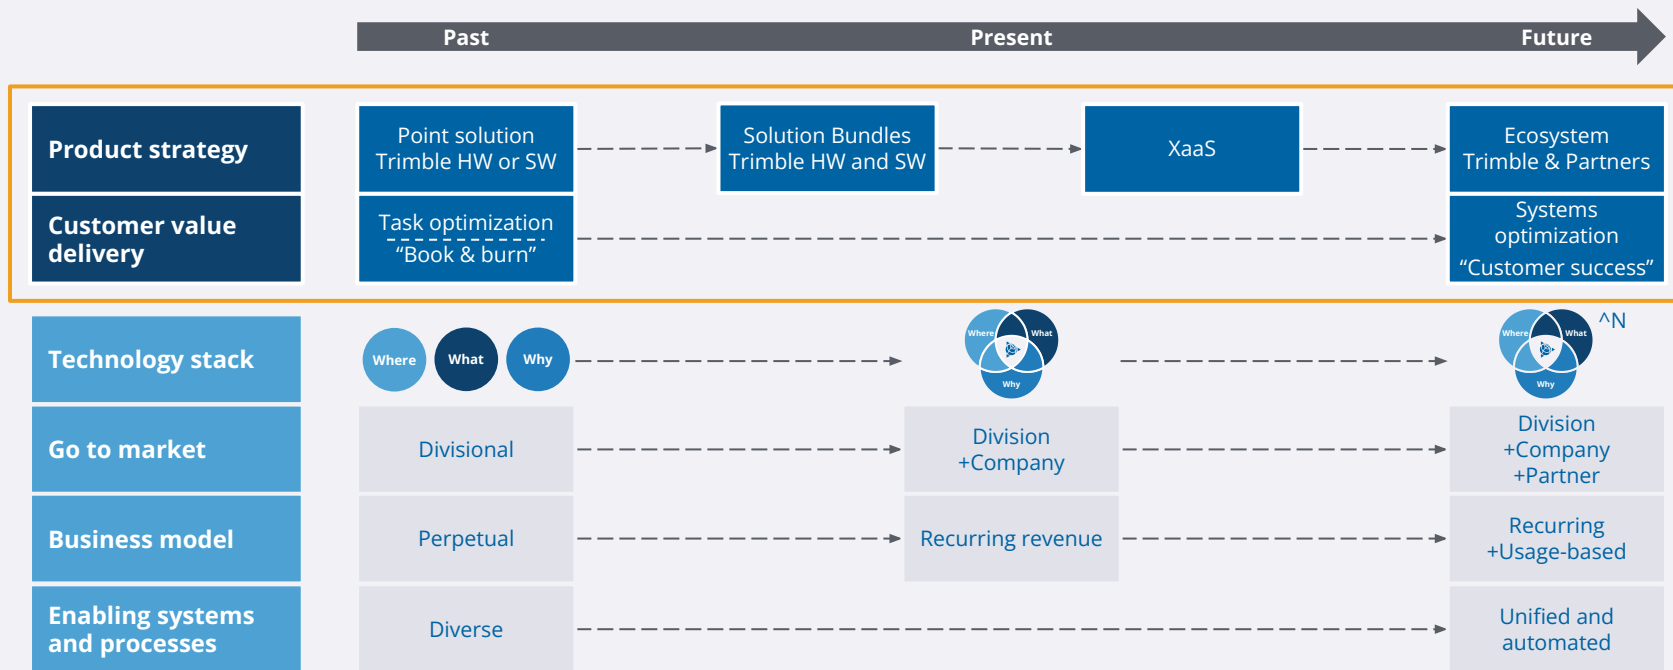 Past
Present
Future
Product strategy
Point solution
Trimble HW or SW
Solution Bundles
Trimble HW and SW
XaaS
Ecosystem
Trimble & Partners
Customer value
delivery
Task optimization
“Book & burn”
Systems
optimization
“Customer success”
Technology stack
Where
What
Why
Where
What
Why
Where
What
Why
^N
Go to market
Divisional
Division
+Company
Division
+Company
+Partner
Business model
Perpetual
Recurring revenue
Recurring
+Usage-based
Enabling systems
and processes
Diverse
Unified and
automated